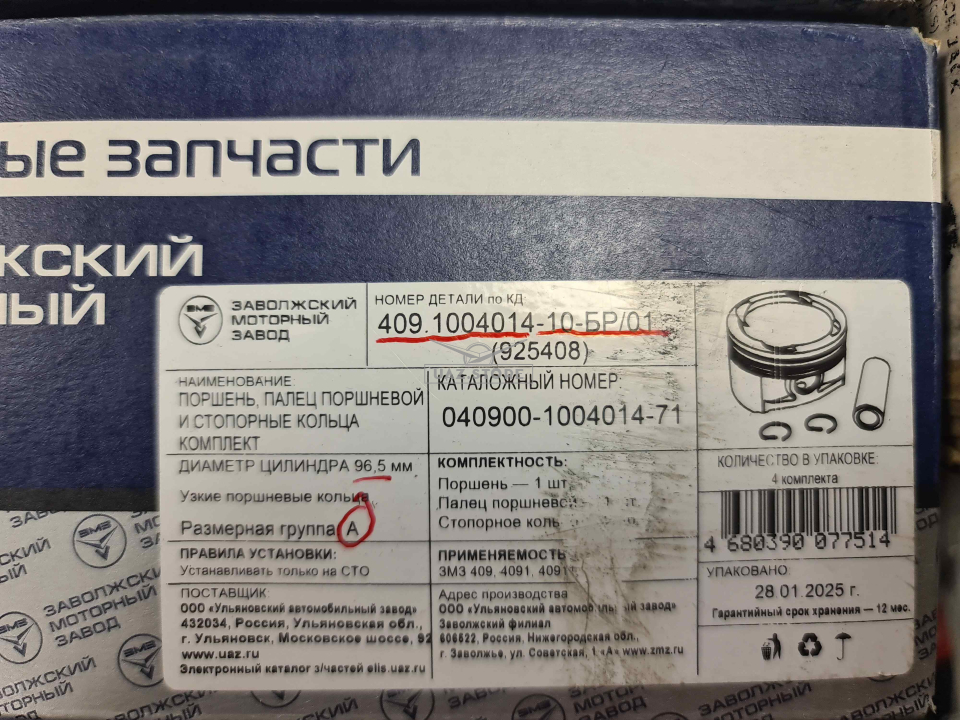 ые запчасти
жский
ный
ЗМЗ
ЗАВОЛЖСКИЙ
МОТОРНЫЙ
ЗАВОД
НОМЕР ДЕТАЛИ по КД
409.1004014-10-БР/01
(925408)
UAZ STORE
НАИМЕНОВАНИЕ:
ПОРШЕНЬ, ПАЛЕЦ ПОРШНЕВОЙ
И СТОПОРНЫЕ КОЛЬЦА
КОМПЛЕКТ
КАТАЛОЖНЫЙ НОМЕР:
040900-1004014-71
ДИАМЕТР ЦИЛИНДРА 96,5 мм
Узкие поршневые кольца
Размерная группа А
КОМПЛЕКТНОСТЬ:
Поршень — 1 шт
Палец поршневой
Стопорное
КОЛИЧЕСТВО В УПАКОВКЕ:
4 комплекта
4 680390 077514
ПРАВИЛА УСТАНОВКИ:
Устанавливать только на СТО
ПРИМЕНЯЕМОСТЬ
ЗМЗ 409, 4091,
УПАКОВАНО:
28.01.2025 г.
Гарантийный срок хранения — 12 мес.
ПОСТАВЩИК:
ООО «Ульяновский автомобильный завод»
432034, Россия, Ульяновская обл.,
г. Ульяновск, Московское шоссе, 92
www.uaz.ru
Электронный каталог з/частей elis.uaz.ru
Адрес производства
ООО «Ульяновский завод»
Заволжский филиал
606522, Россия, Нижегородская обл.,
г. Заволжье, ул. Советская, 1 «А» www.zmz.ru
ЗАВОЛЖСКИЙ
МОТОРНЫЙ
ЗАВОД